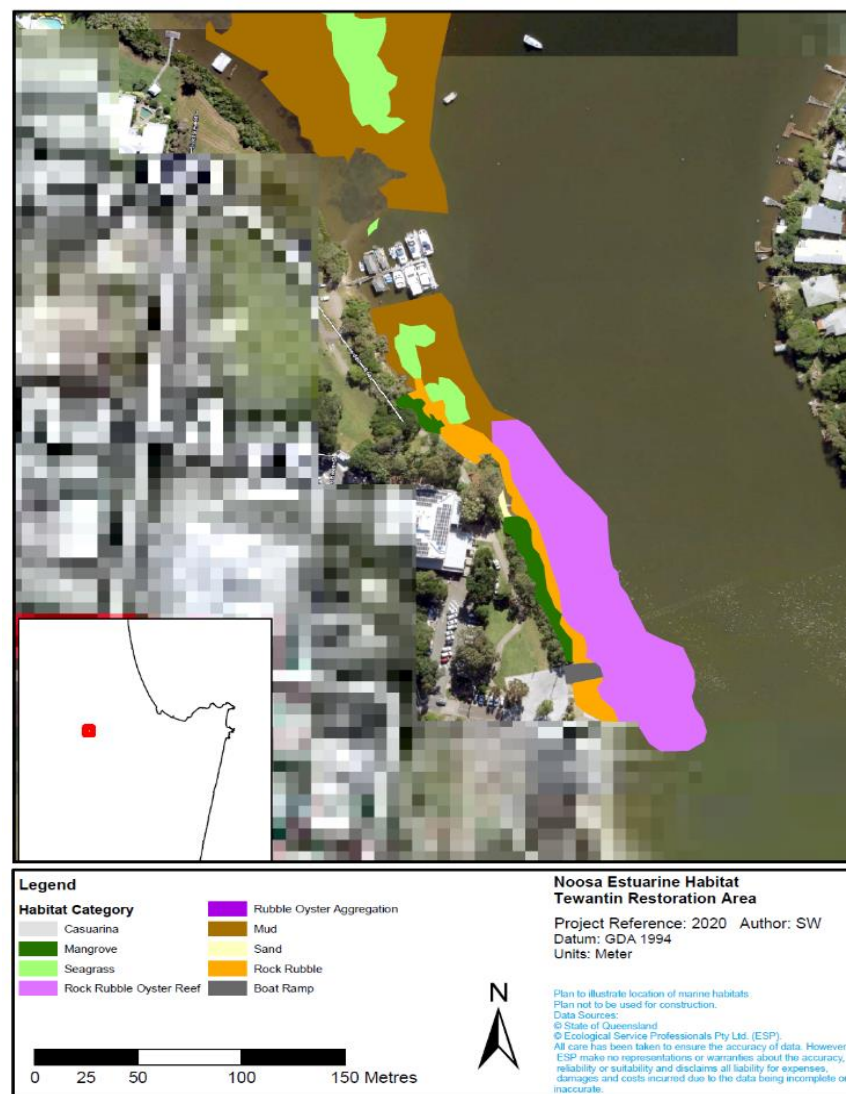 Legend
Habitat Category
Casuarina
Mangrove
Seagrass
Rock Rubble Oyster Reef
Rubble Oyster Aggregation
Mud
Sand
Rock Rubble
Boat Ramp
0 25 50 100 150 Metres
N
Noosa Estuarine Habitat
Tewantin Restoration Area
Project Reference: 2020 Author: SW
Datum: GDA 1994
Units: Meter
Plan to illustrate location of marine habitats
Plan not to be used for construction.
Data Sources:
© State of Queensland
© Ecological Service Professionals Pty Ltd. (ESP).
All care has been taken to ensure the accuracy of data. However
ESP make no representations or warranties about the accuracy,
reliability or suitability and disclaims all liability for expenses,
damages and costs incurred due to the data being incomplete or
inaccurate.